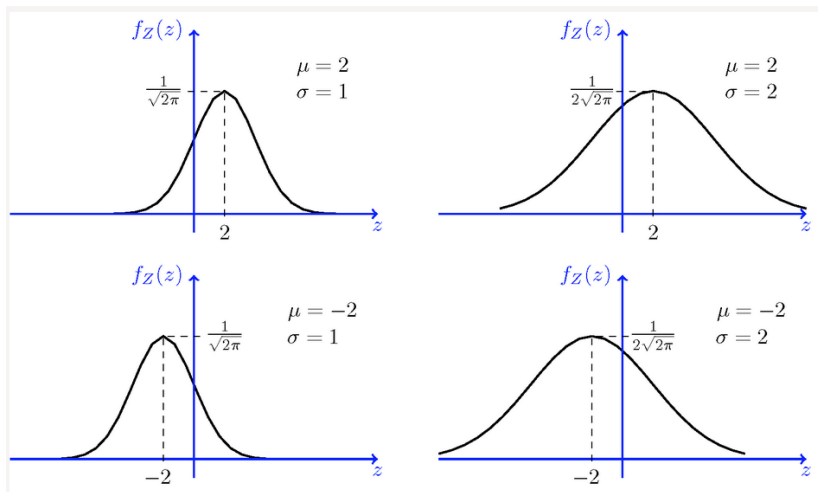 f_Z(z)
μ = 2
σ = 1
1/√2π
2
z
f_Z(z)
μ = 2
σ = 2
1/2√2π
2
z
f_Z(z)
μ = −2
σ = 1
1/√2π
−2
z
f_Z(z)
μ = −2
σ = 2
1/2√2π
−2
z